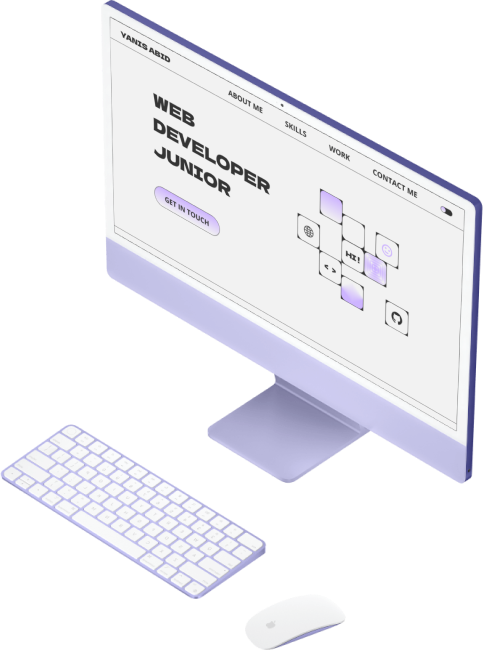 YANIS ABID
ABOUT ME
SKILLS
WORK
CONTACT ME
WEB
DEVELOPER
JUNIOR
GET IN TOUCH
HI!
< >